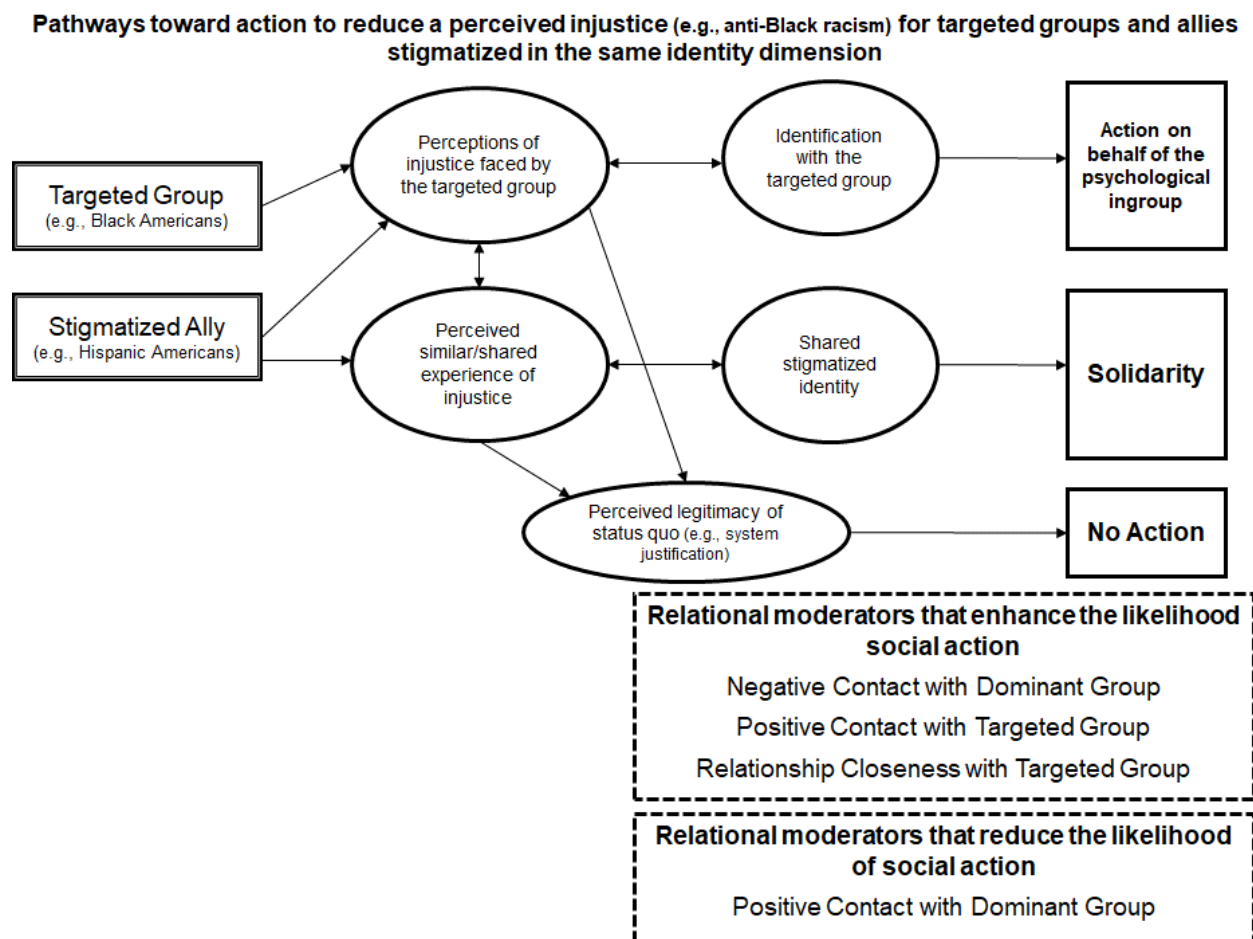 Pathways toward action to reduce a perceived injustice (e.g., anti-Black racism) for targeted groups and allies
stigmatized in the same identity dimension
Targeted Group
(e.g., Black Americans)
Perceptions of
injustice faced by
the targeted group
Identification
with the
targeted group
Action on
behalf of the
psychological
ingroup
Stigmatized Ally
(e.g., Hispanic Americans)
Perceived
similar/shared
experience of
injustice
Shared
stigmatized
identity
Solidarity
Perceived legitimacy of
status quo (e.g., system
justification)
No Action
Relational moderators that enhance the likelihood
social action
Negative Contact with Dominant Group
Positive Contact with Targeted Group
Relationship Closeness with Targeted Group
Relational moderators that reduce the likelihood
of social action
Positive Contact with Dominant Group